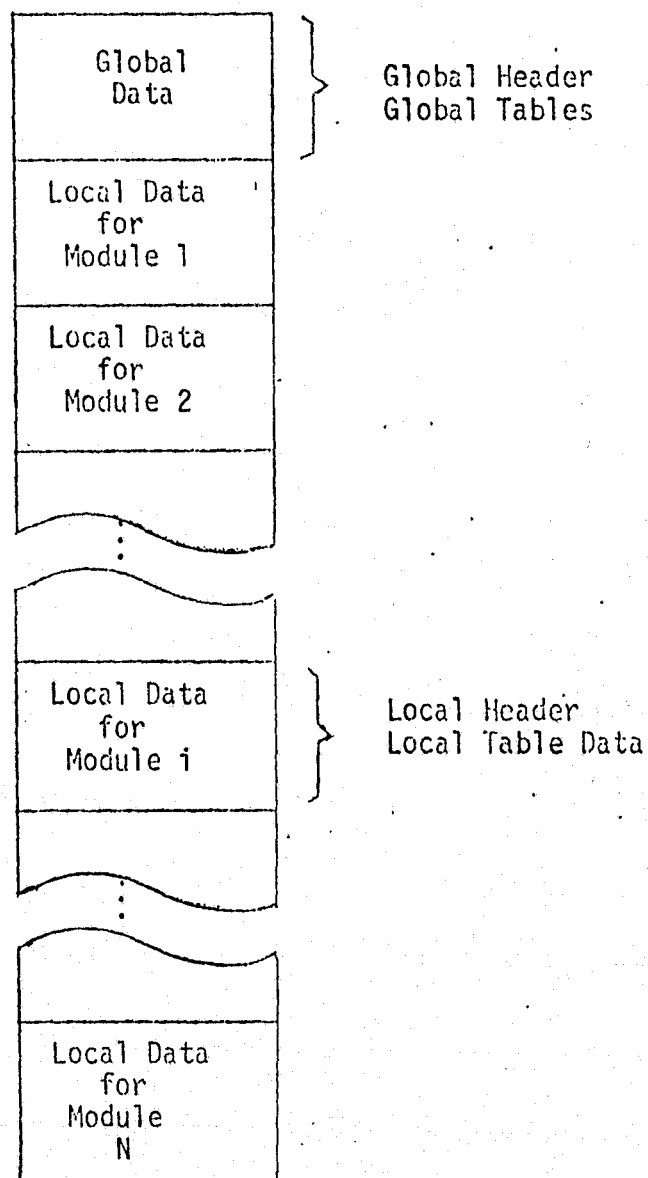 Global
Data
Global Header
Global Tables
Local Data
for
Module 1
Local Data
for
Module 2
Local Data
for
Module i
Local Header
Local Table Data
Local Data
for
Module
N